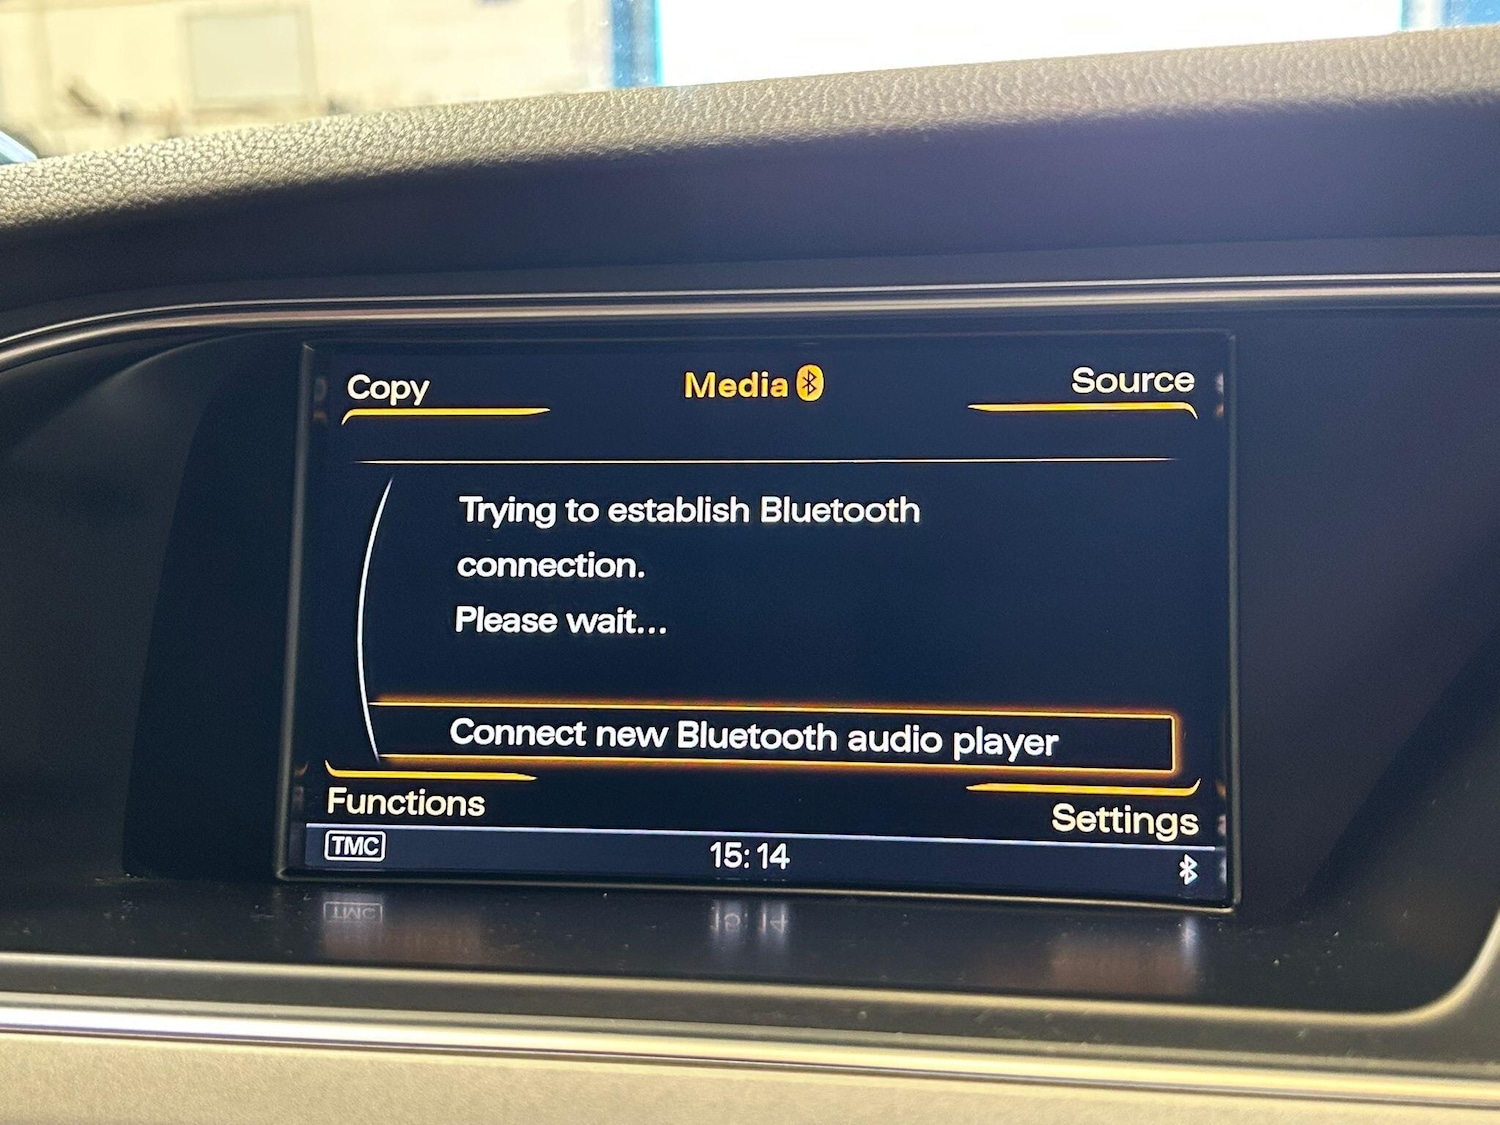 Copy
Media
Source
Trying to establish Bluetooth
connection.
Please wait...
Connect new Bluetooth audio player
Functions
Settings
TMC
15:14